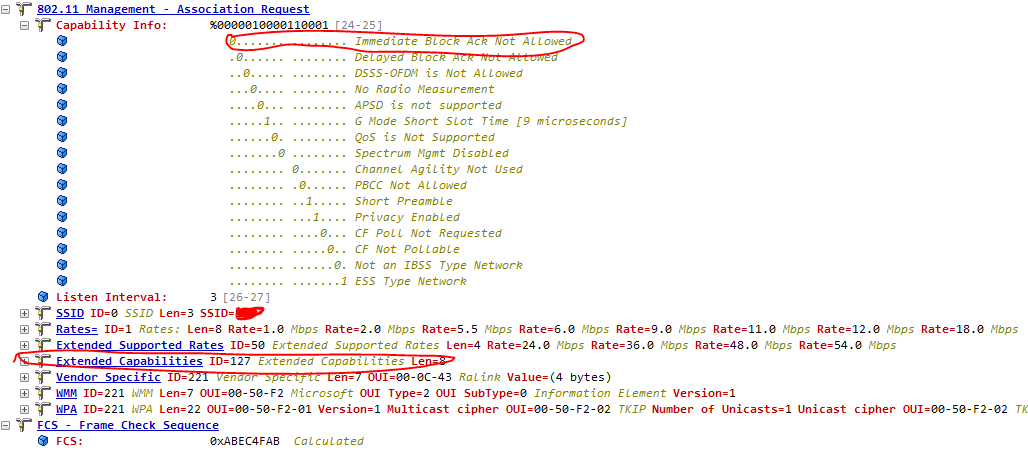 802.11 Management - Association Request
Capability Info: %0000010000110001 [24-25]
0....... ........ Immediate Block Ack Not Allowed
.0...... ........ Delayed Block Ack Not Allowed
..0..... ........ DSSS-OFDM is Not Allowed
...0.... ........ No Radio Measurement
....0... ........ APSD is not supported
.....1.. ........ G Mode Short Slot Time [9 microseconds]
......0. ........ QoS is Not Supported
.......0 ........ Spectrum Mgmt Disabled
........ 0....... Channel Agility Not Used
........ .0...... PBCC Not Allowed
........ ..1..... Short Preamble
........ ...1.... Privacy Enabled
........ ....0... CF Poll Not Requested
........ .....0.. CF Not Pollable
........ ......0. Not an IBSS Type Network
........ .......1 ESS Type Network
Listen Interval: 3 [26-27]
SSID ID=0 SSID Len=3 SSID=
Rates= ID=1 Rates: Len=8 Rate=1.0 Mbps Rate=2.0 Mbps Rate=5.5 Mbps Rate=6.0 Mbps Rate=9.0 Mbps Rate=11.0 Mbps Rate=12.0 Mbps Rate=18.0 Mbps
Extended Supported Rates ID=50 Extended Supported Rates Len=4 Rate=24.0 Mbps Rate=36.0 Mbps Rate=48.0 Mbps Rate=54.0 Mbps
Extended Capabilities ID=127 Extended Capabilities Len=8
Vendor Specific ID=221 Vendor Specific Len=7 OUI=00-0C-43 Ralink Value=(4 bytes)
WMM ID=221 WMM Len=7 OUI=00-50-F2 Microsoft OUI Type=2 OUI SubType=0 Information Element Version=1
WPA ID=221 WPA Len=22 OUI=00-50-F2-01 Version=1 Multicast cipher OUI=00-50-F2-02 TKIP Number of Unicasts=1 Unicast cipher OUI=00-50-F2-02 TK
FCS - Frame Check Sequence
FCS: 0xABEC4FAB Calculated